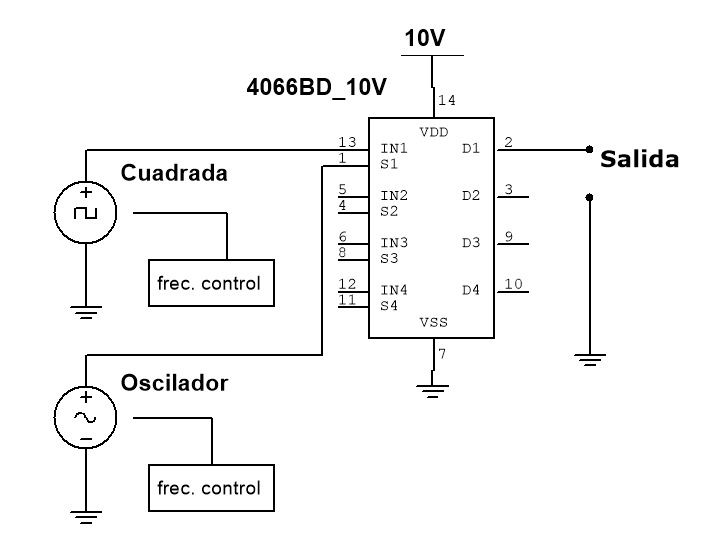 10V
4066BD_10V
14
VDD
13 IN1 D1 2
1 S1
Salida
Cuadrada
5 IN2 D2 3
4 S2
6 IN3 D3 9
8 S3
frec. control
12 IN4 D4 10
11 S4
VSS
7
Oscilador
frec. control